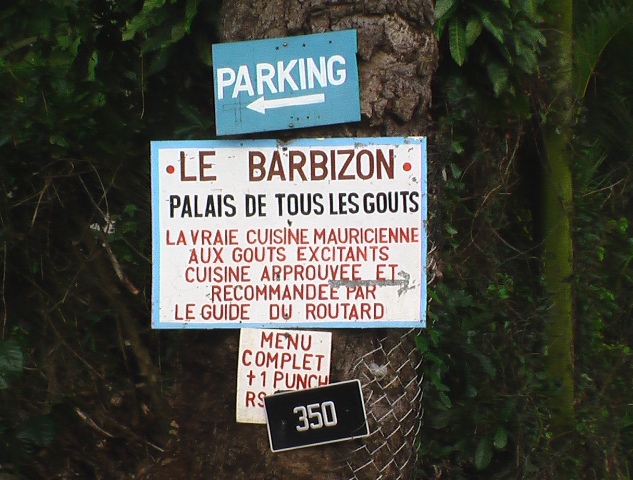 PARKING
• LE BARBIZON •
PALAIS DE TOUS LES GOUTS
LA VRAIE CUISINE MAURICIENNE
AUX GOUTS EXCITANTS
CUISINE APPROUVEE ET
RECOMMANDEE PAR
LE GUIDE DU ROUTARD
MENU
COMPLET
+ 1 PUNCH
RS
350